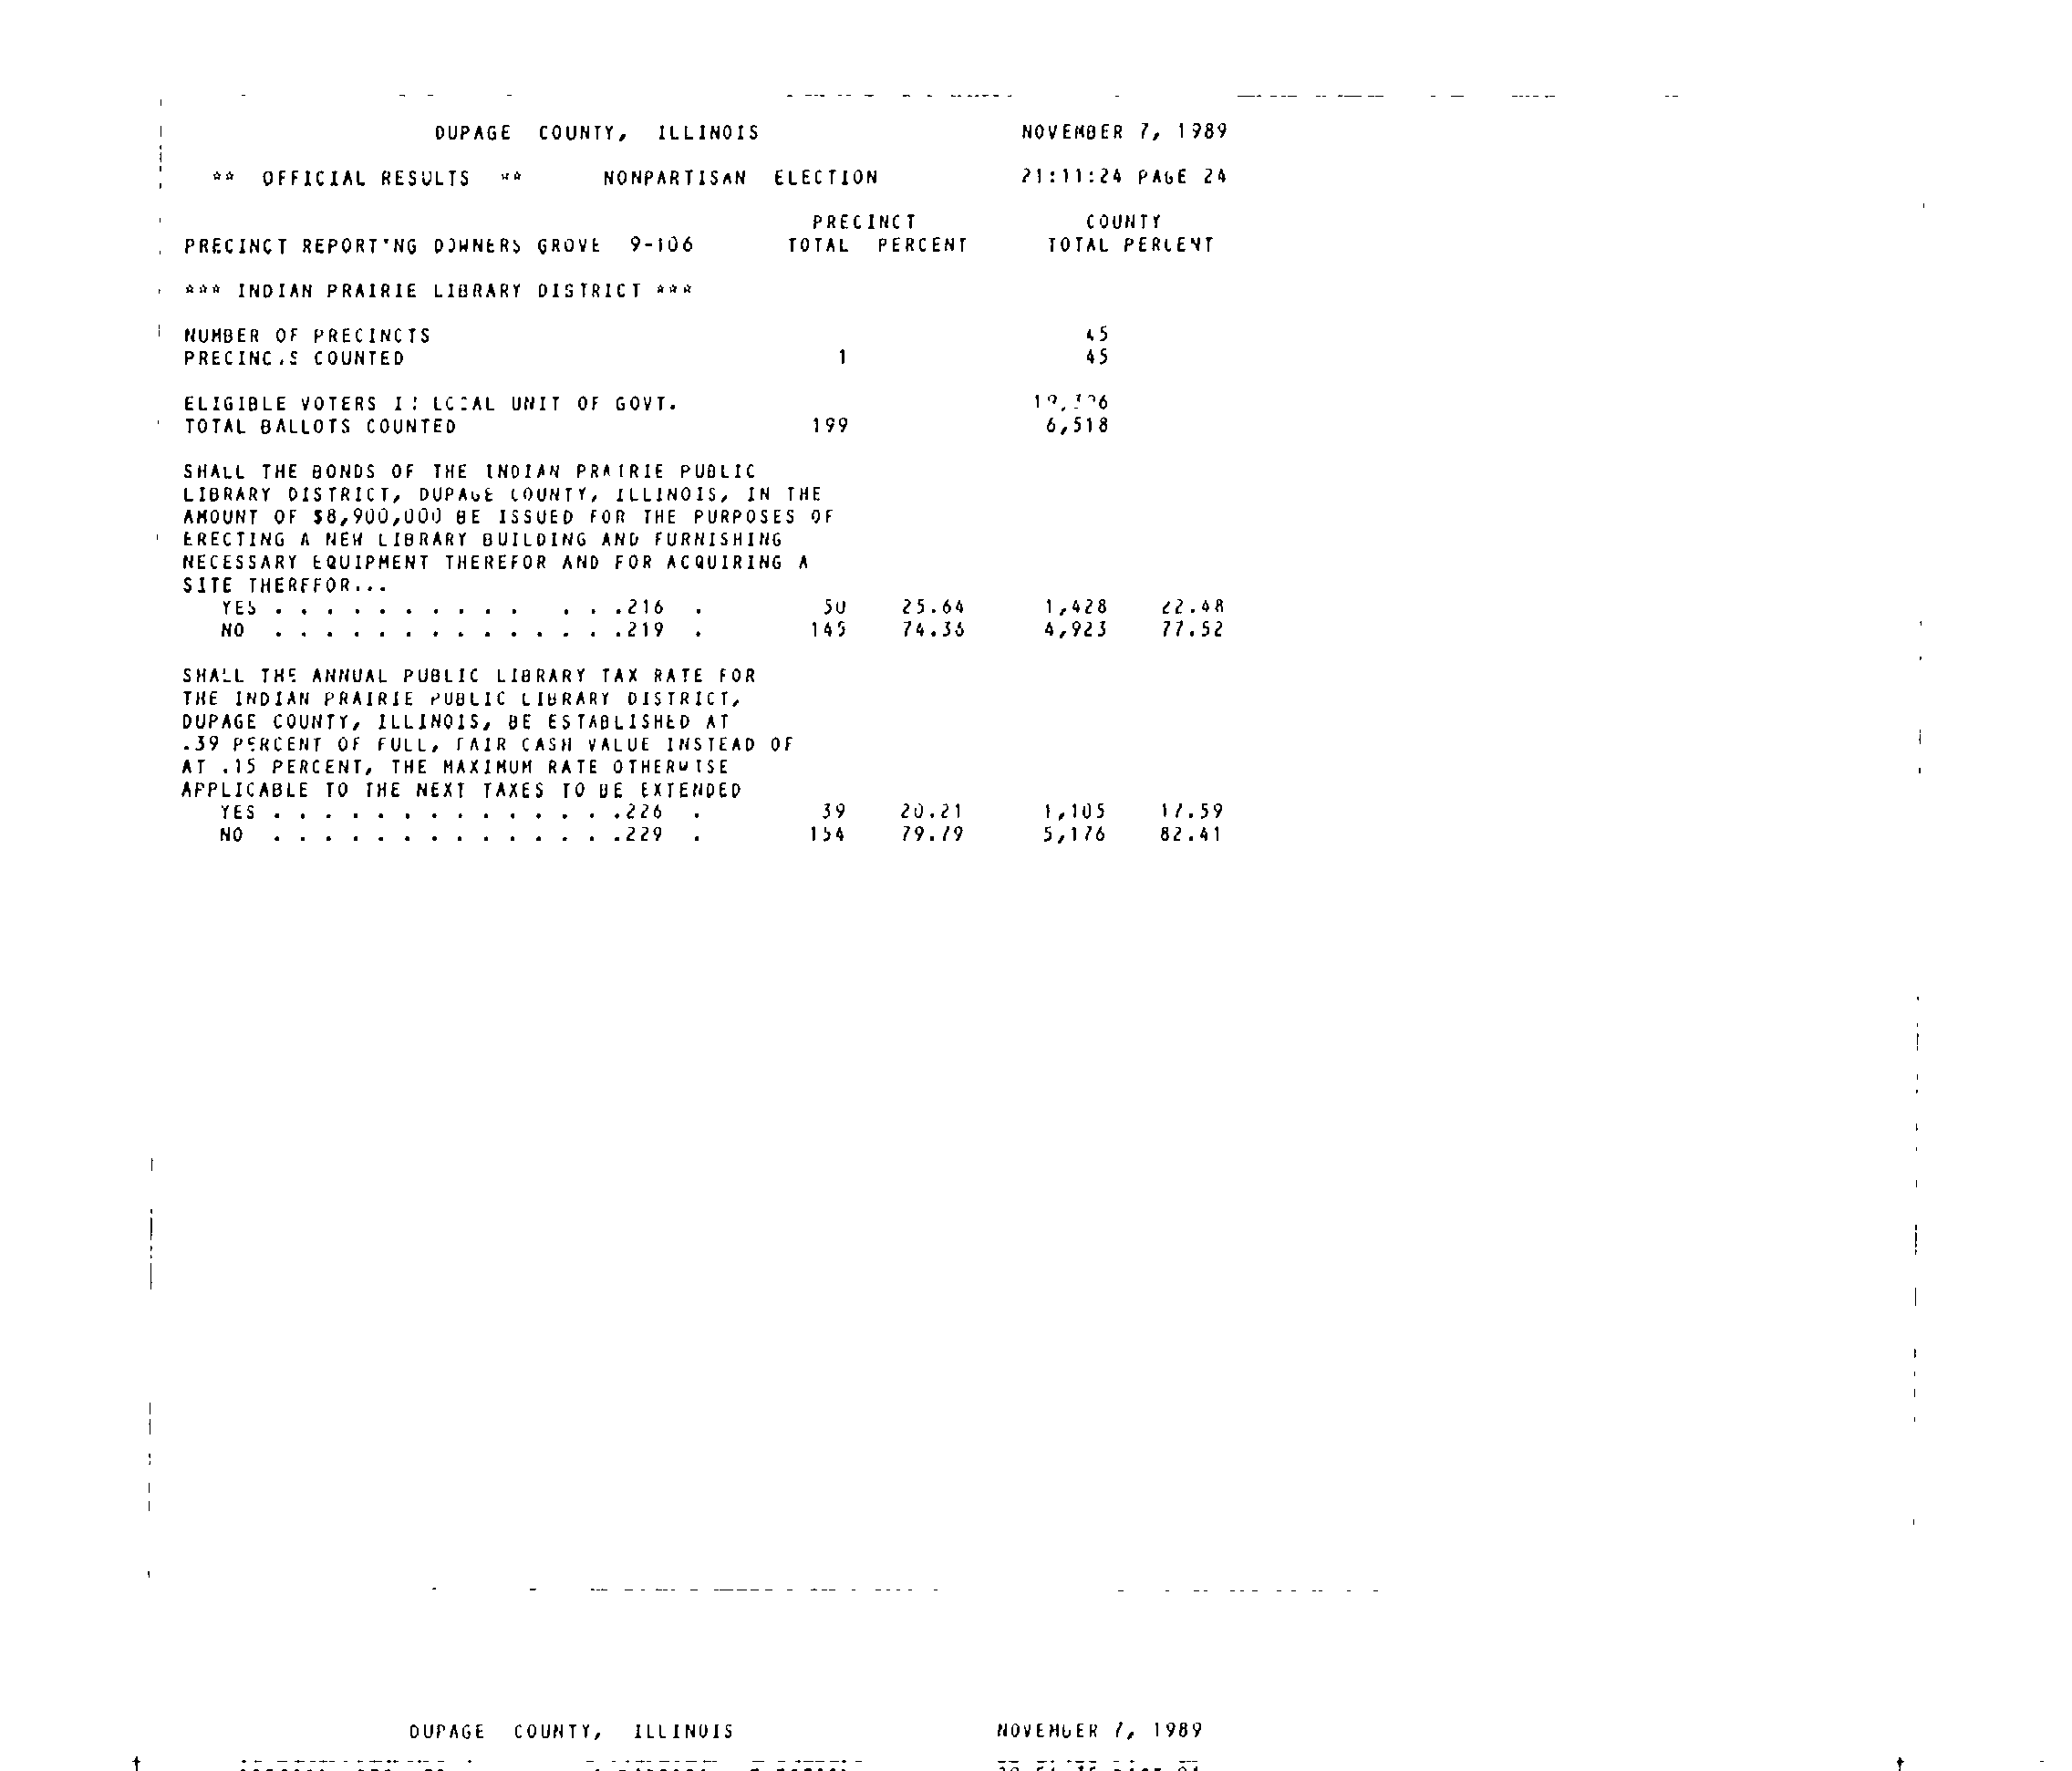 DUPAGE COUNTY, ILLINOIS NOVEMBER 7, 1989
** OFFICIAL RESULTS ** NONPARTISAN ELECTION 21:11:24 PAGE 24
PRECINCT COUNTY
PRECINCT REPORTING DOWNERS GROVE 9-106 TOTAL PERCENT TOTAL PERCENT
*** INDIAN PRAIRIE LIBRARY DISTRICT ***
NUMBER OF PRECINCTS 45
PRECINCTS COUNTED 1 45
ELIGIBLE VOTERS IN LOCAL UNIT OF GOVT.
TOTAL BALLOTS COUNTED 199 6,518
SHALL THE BONDS OF THE INDIAN PRAIRIE PUBLIC
LIBRARY DISTRICT, DUPAGE COUNTY, ILLINOIS, IN THE
AMOUNT OF $8,900,000 BE ISSUED FOR THE PURPOSES OF
ERECTING A NEW LIBRARY BUILDING AND FURNISHING
NECESSARY EQUIPMENT THEREFOR AND FOR ACQUIRING A
SITE THEREFOR...
YES . . . . . . . . . . . . .216 . 50 25.64 1,428 22.48
NO . . . . . . . . . . . . . .219 . 145 74.36 4,923 77.52
SHALL THE ANNUAL PUBLIC LIBRARY TAX RATE FOR
THE INDIAN PRAIRIE PUBLIC LIBRARY DISTRICT,
DUPAGE COUNTY, ILLINOIS, BE ESTABLISHED AT
.39 PERCENT OF FULL, FAIR CASH VALUE INSTEAD OF
AT .15 PERCENT, THE MAXIMUM RATE OTHERWISE
APPLICABLE TO THE NEXT TAXES TO BE EXTENDED
YES . . . . . . . . . . . . . .226 . 39 20.21 1,105 17.59
NO . . . . . . . . . . . . . .229 . 154 79.79 5,176 82.41
DUPAGE COUNTY, ILLINOIS NOVEMBER 7, 1989